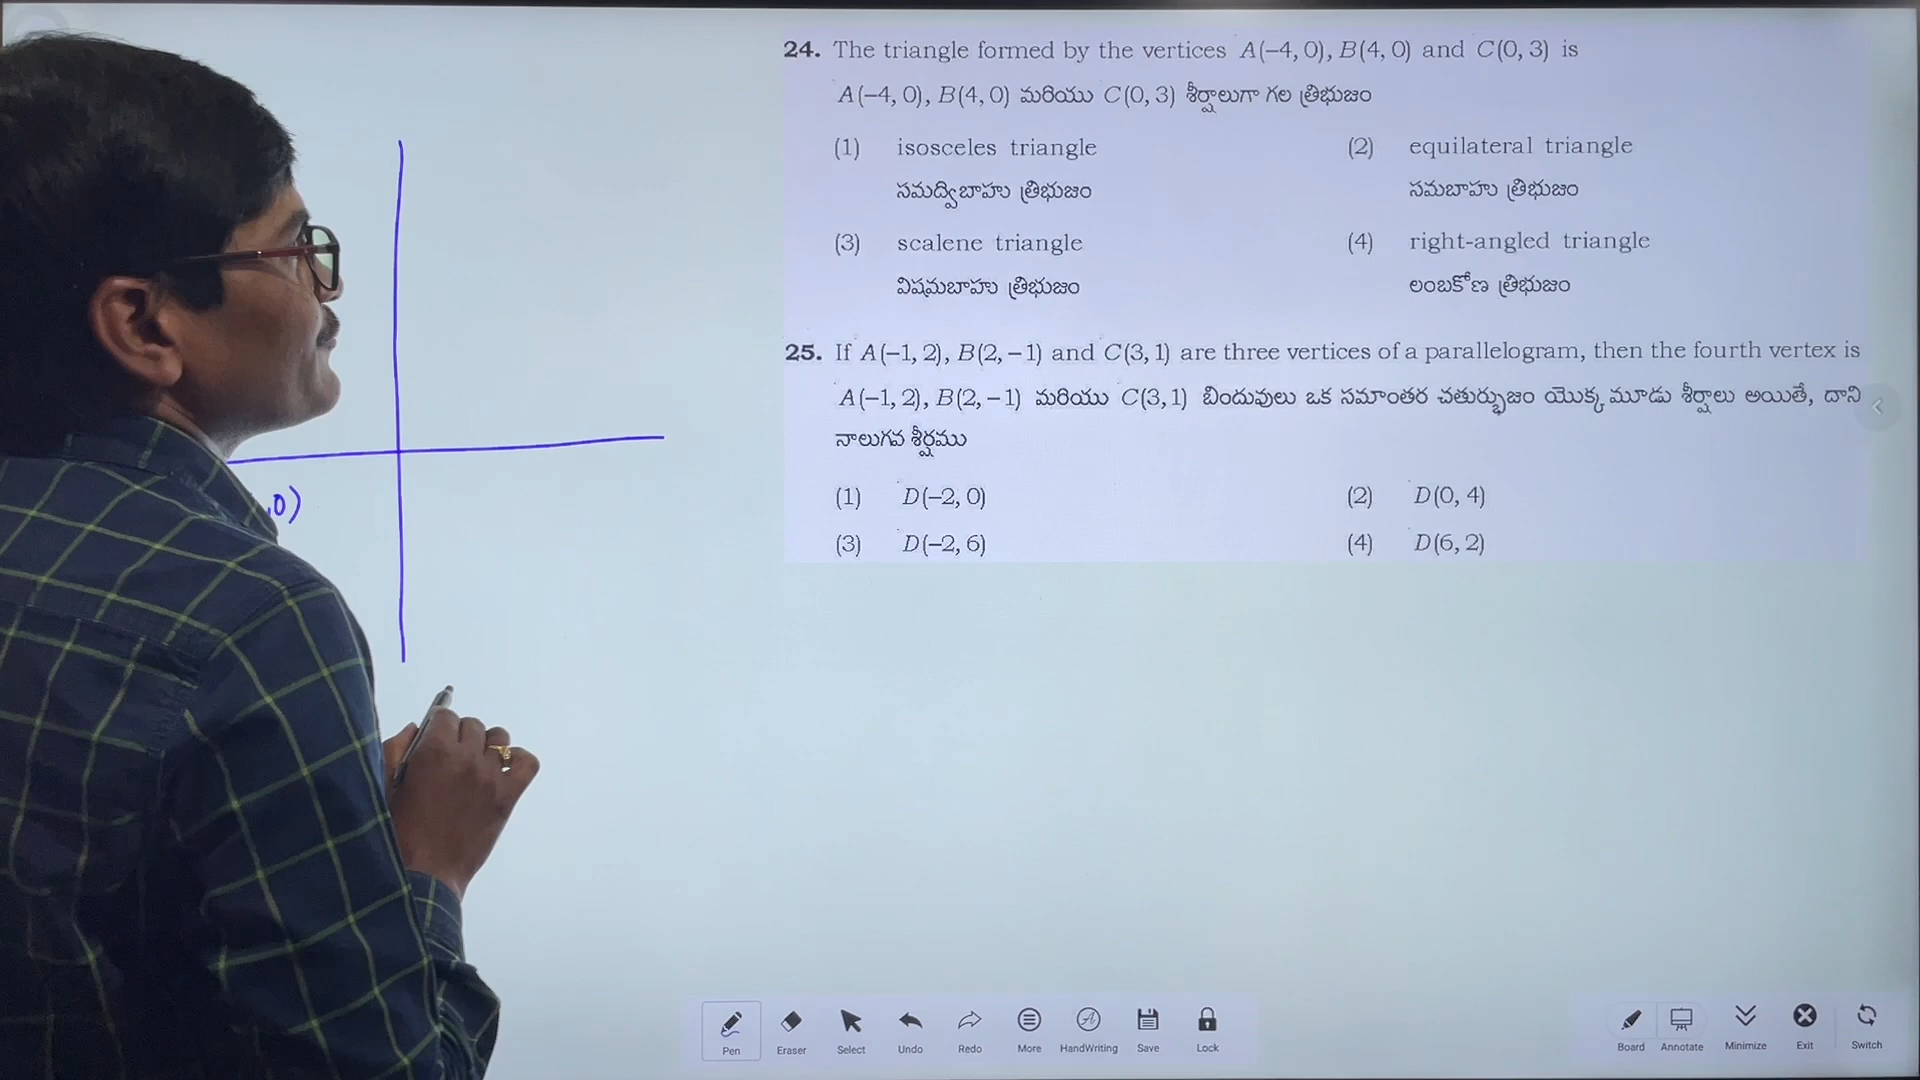 24. The triangle formed by the vertices A(−4, 0), B(4, 0) and C(0, 3) is
A(−4, 0), B(4, 0) మరియు C(0, 3) శీర్షాలుగా గల త్రిభుజం
(1) isosceles triangle (2) equilateral triangle
సమద్విబాహు త్రిభుజం సమబాహు త్రిభుజం
(3) scalene triangle (4) right-angled triangle
విషమబాహు త్రిభుజం లంబకోణ త్రిభుజం
25. If A(−1, 2), B(2, −1) and C(3, 1) are three vertices of a parallelogram, then the fourth vertex is
A(−1, 2), B(2, −1) మరియు C(3, 1) బిందువులు ఒక సమాంతర చతుర్భుజం యొక్క మూడు శీర్షాలు అయితే, దాని
నాలుగవ శీర్షము
(1) D(−2, 0) (2) D(0, 4)
(3) D(−2, 6) (4) D(6, 2)
,0)
Pen Eraser Select Undo Redo More HandWriting Save Lock Board Annotate Minimize Exit Switch